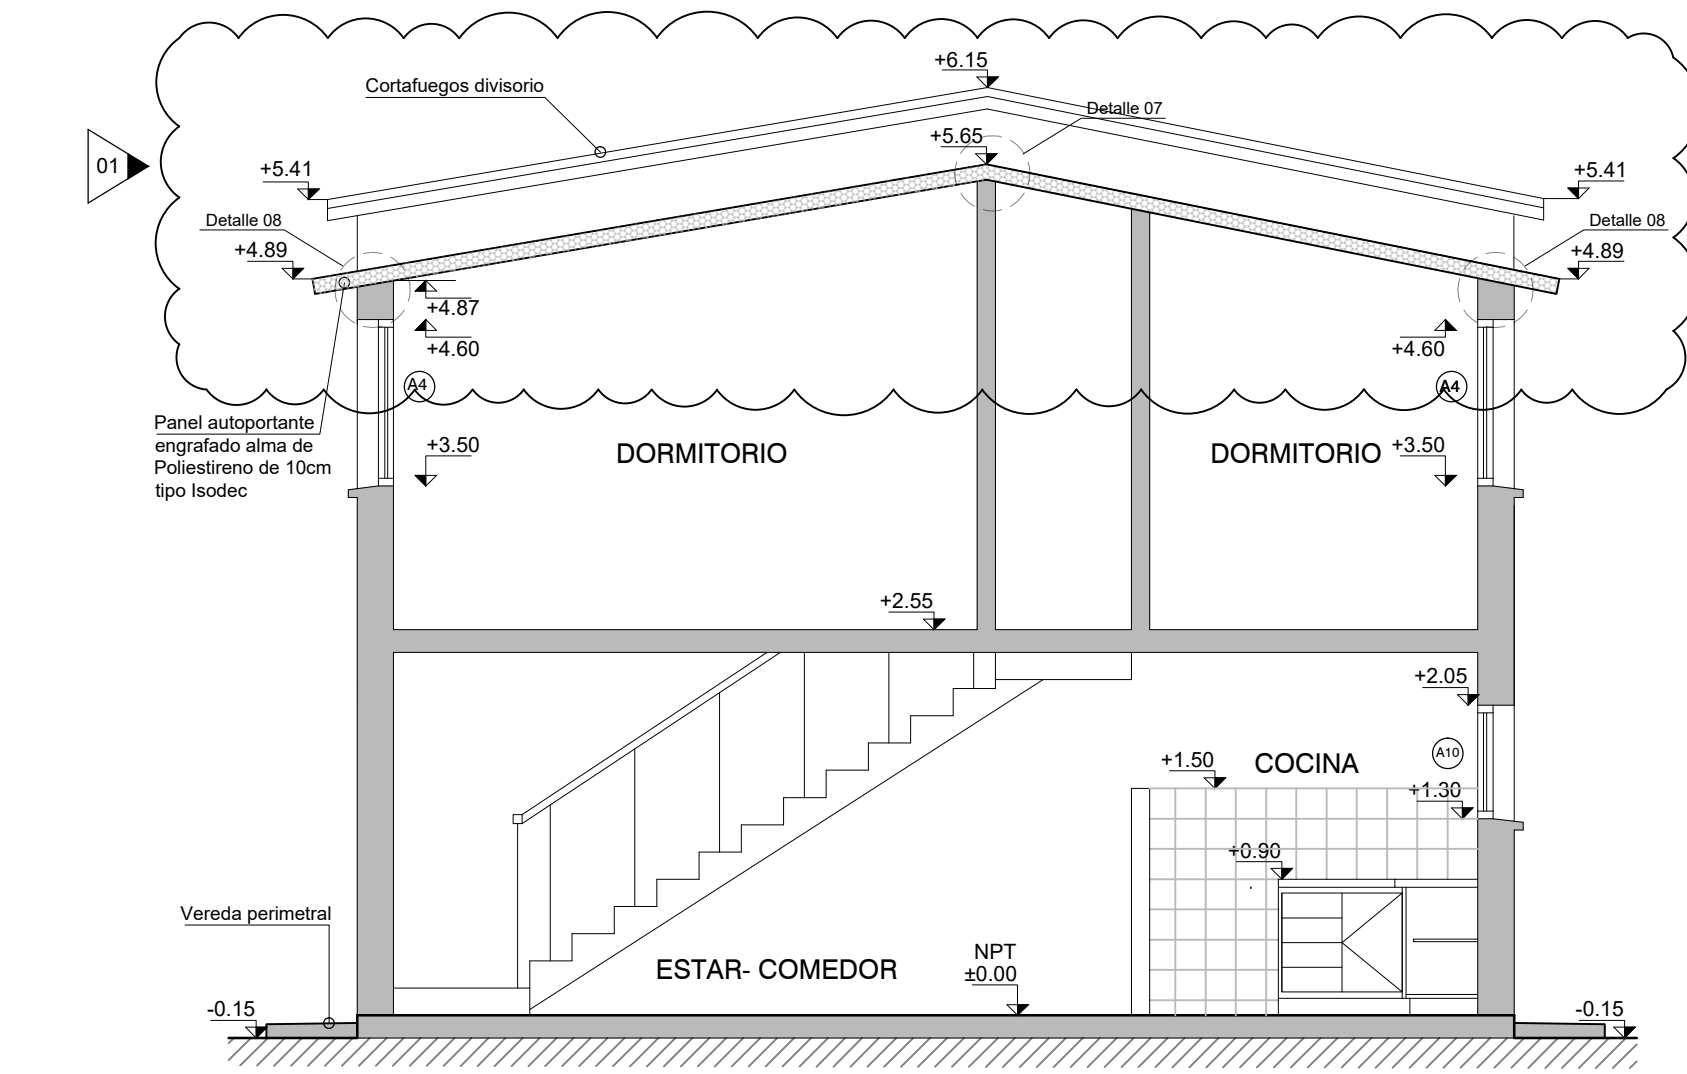 +6.15
Cortafuegos divisorio
Detalle 07
+5.65
01
+5.41
+5.41
Detalle 08
Detalle 08
+4.89
+4.89
+4.87
+4.60
+4.60
A4
A4
Panel autoportante
engrafado alma de
Poliestireno de 10cm
tipo Isodec
+3.50
DORMITORIO
DORMITORIO
+3.50
+2.55
+2.05
A10
+1.50
COCINA
+1.30
+0.90
Vereda perimetral
ESTAR- COMEDOR
NPT
±0.00
-0.15
-0.15